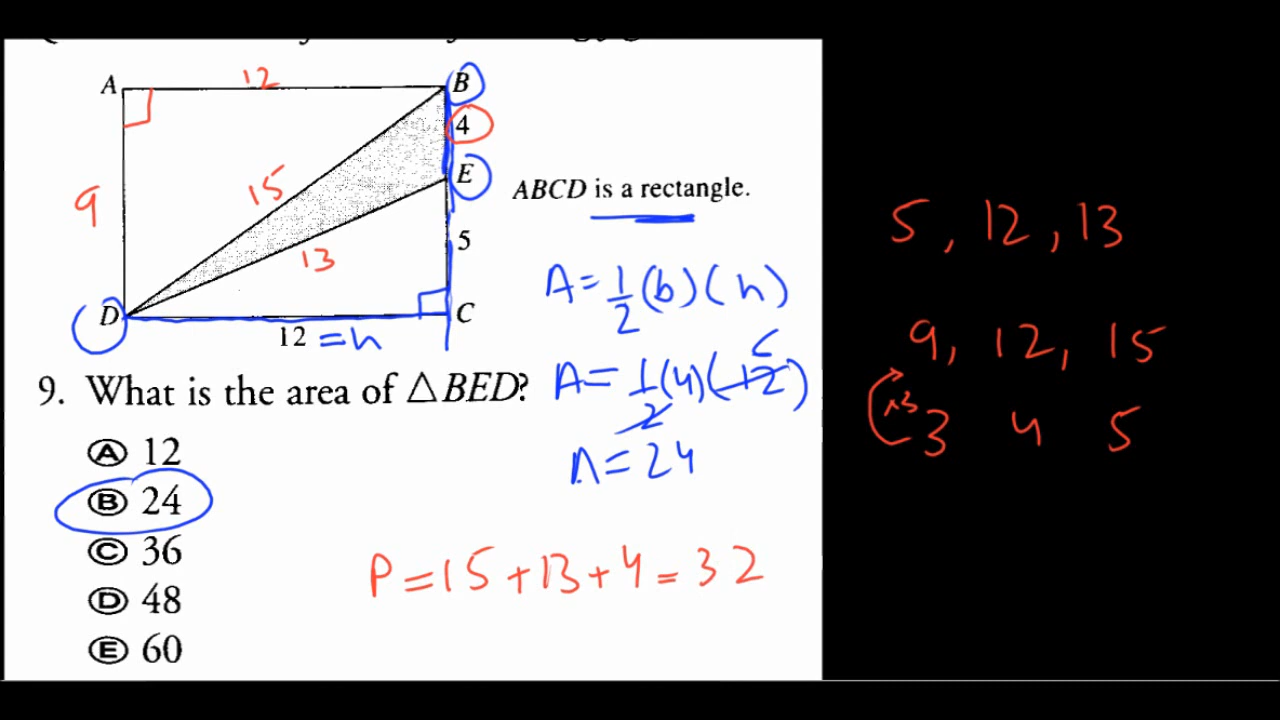 A 12 B
4
E
9 15
ABCD is a rectangle.
13 5
D C
12 = h
A = 1/2 (b) (h)
A = 1/2 (4) (12) 6
A = 24
9. What is the area of △BED?
A 12
B 24
C 36
D 48
E 60
P = 15 + 13 + 4 = 32
5, 12, 13
9, 12, 15
x3
3 4 5